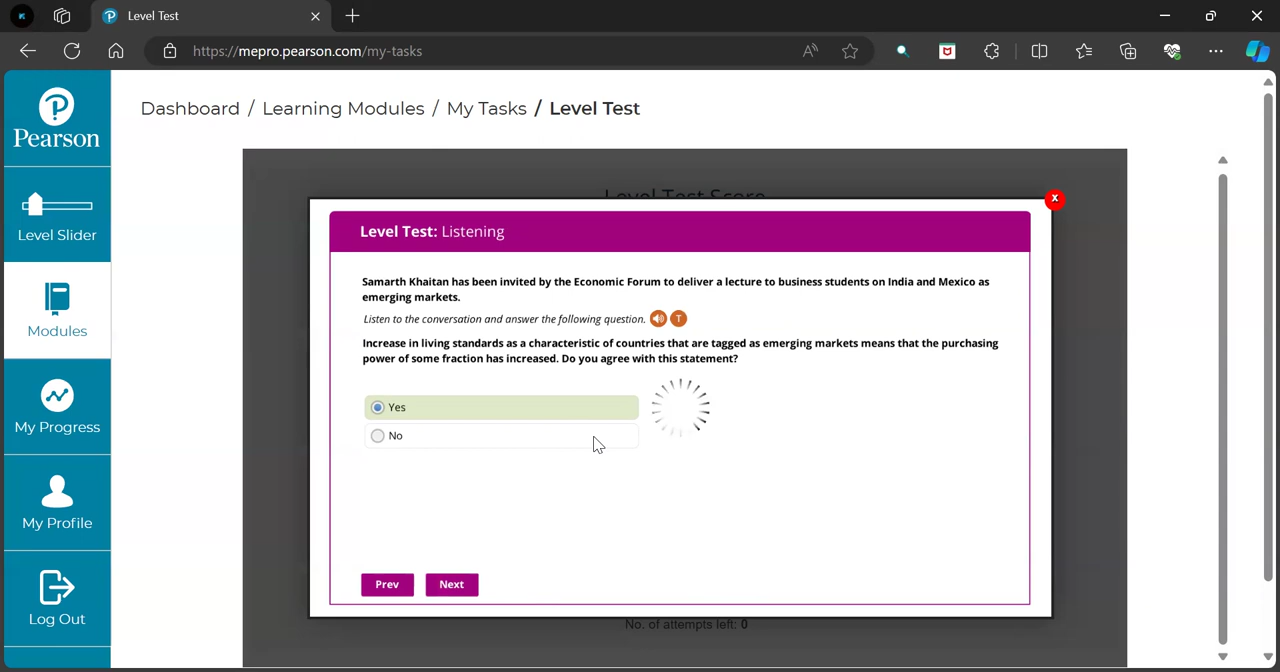 Level Test
https://mepro.pearson.com/my-tasks
Pearson
Level Slider
Modules
My Progress
My Profile
Log Out
Dashboard / Learning Modules / My Tasks / Level Test
Level Test Score
X
Level Test: Listening
Samarth Khaitan has been invited by the Economic Forum to deliver a lecture to business students on India and Mexico as
emerging markets.
Listen to the conversation and answer the following question. T
Increase in living standards as a characteristic of countries that are tagged as emerging markets means that the purchasing
power of some fraction has increased. Do you agree with this statement?
Yes
No
Prev Next
No. of attempts left: 0